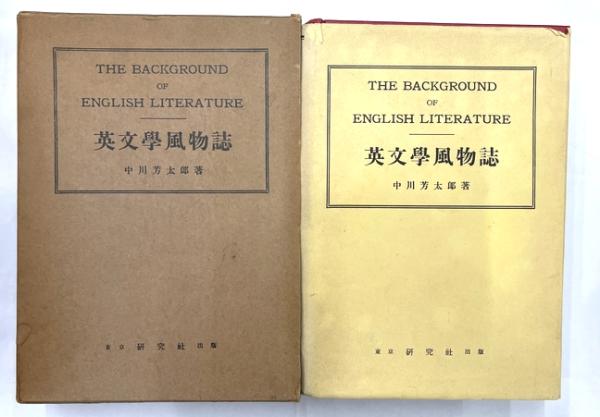 THE BACKGROUND
OF
ENGLISH LITERATURE
英文學風物誌
中川芳太郎著
東京 研究社 出版
THE BACKGROUND
OF
ENGLISH LITERATURE
英文學風物誌
中川芳太郎著
東京 研究社 出版